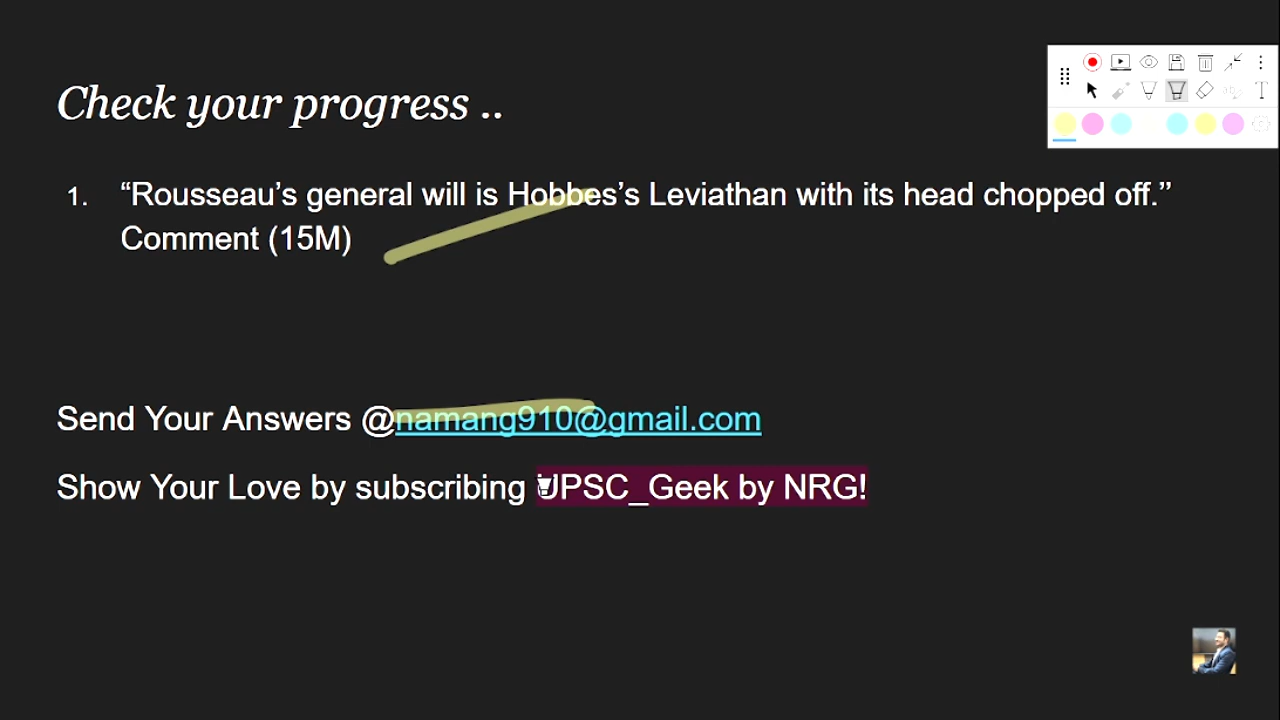 Check your progress ..
1. “Rousseau’s general will is Hobbes’s Leviathan with its head chopped off.”
Comment (15M)
Send Your Answers @namang910@gmail.com
Show Your Love by subscribing UPSC_Geek by NRG!